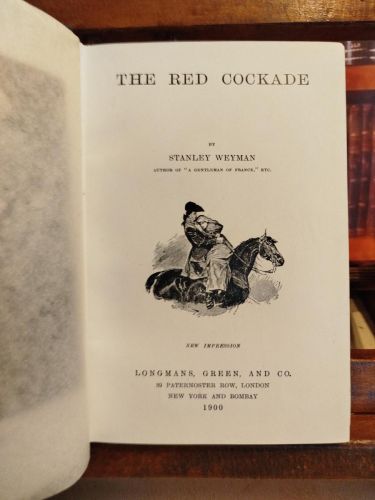 THE RED COCKADE
BY
STANLEY WEYMAN
AUTHOR OF "A GENTLEMAN OF FRANCE," ETC.
NEW IMPRESSION
LONGMANS, GREEN, AND CO.
39 PATERNOSTER ROW, LONDON
NEW YORK AND BOMBAY
1900